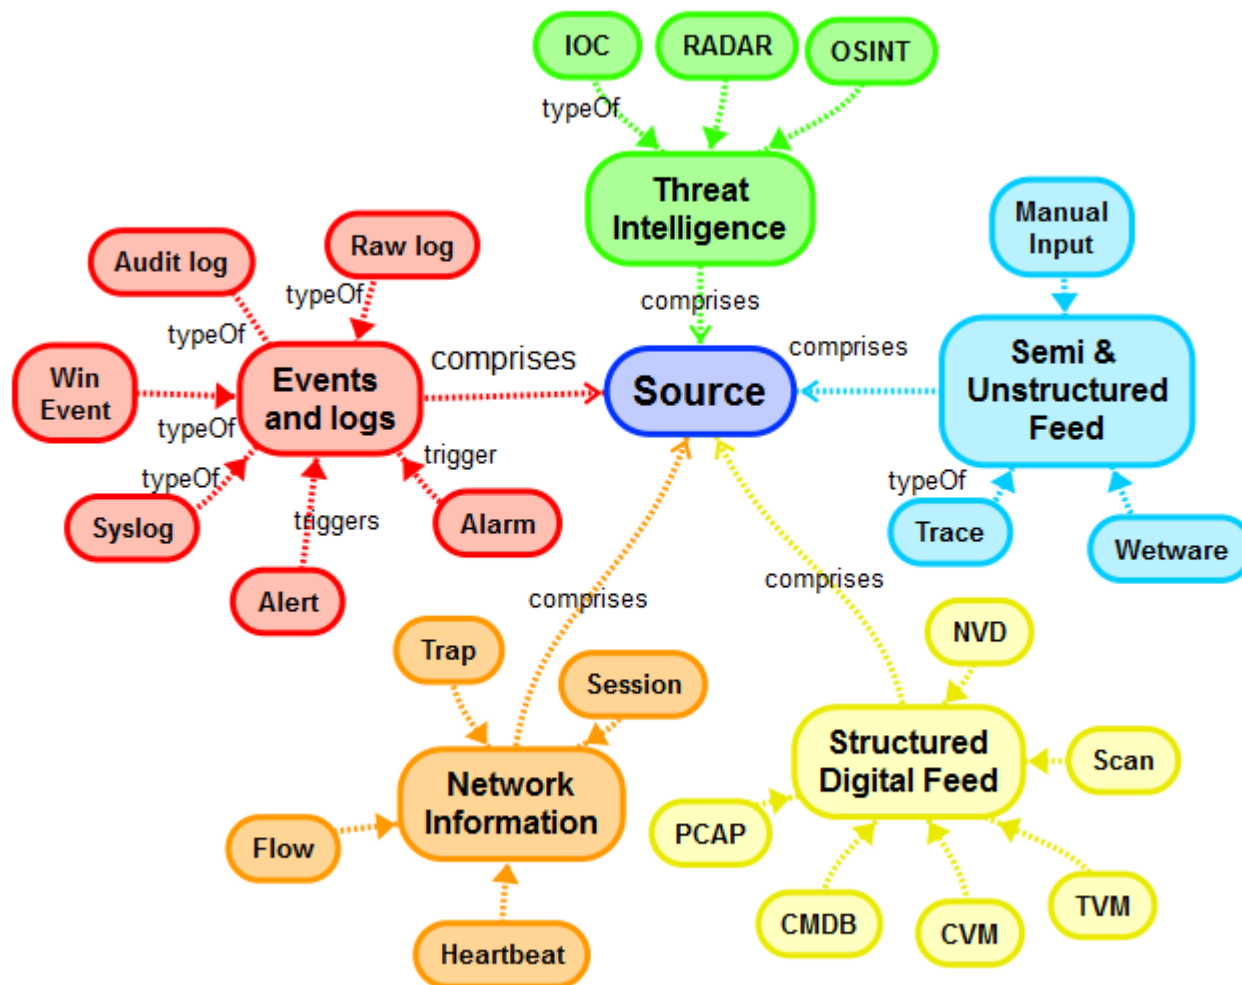 IOC
RADAR
OSINT
typeOf
Threat
Intelligence
Manual
Input
Raw log
Audit log
typeOf
comprises
typeOf
comprises
comprises
Semi &
Unstructured
Feed
Win
Event
Events
and logs
Source
typeOf
trigger
typeOf
typeOf
Syslog
triggers
Alarm
Trace
Wetware
Alert
comprises
comprises
NVD
Trap
Session
Structured
Digital Feed
Scan
Network
Information
PCAP
Flow
TVM
CMDB
CVM
Heartbeat